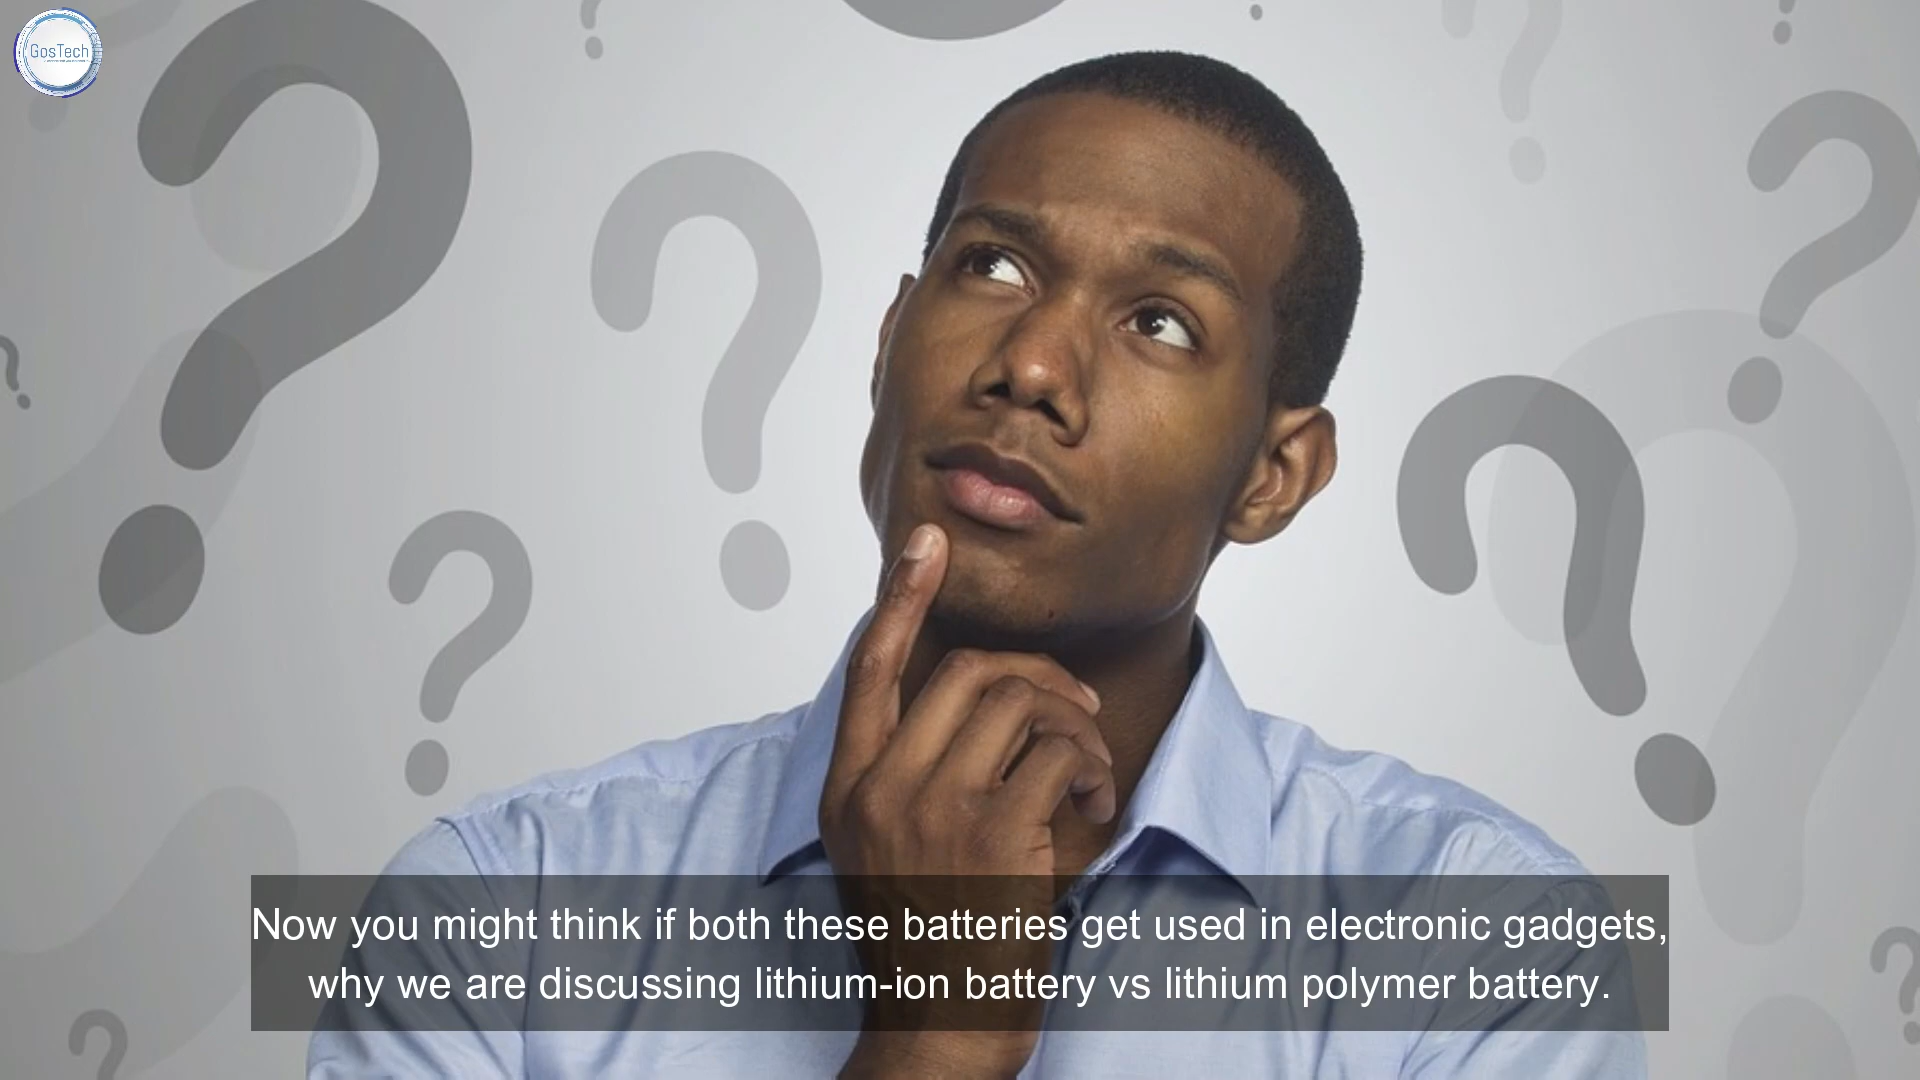 GosTech
Now you might think if both these batteries get used in electronic gadgets,
why we are discussing lithium-ion battery vs lithium polymer battery.